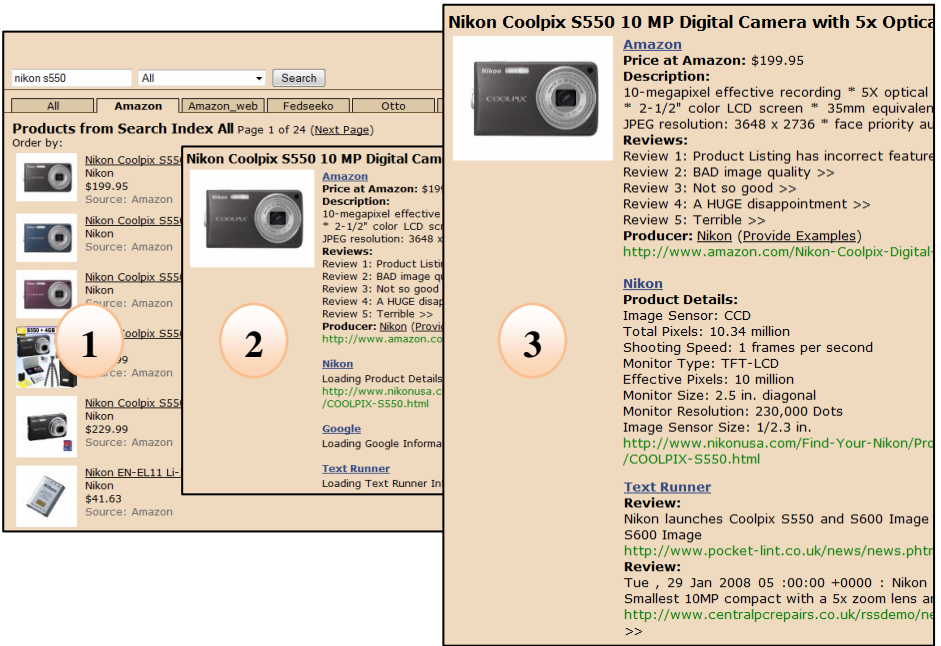 nikon s550
All
Search
All
Amazon
Amazon_web
Fedseeko
Otto
Products from Search Index All Page 1 of 24 (Next Page)
Order by:
Nikon Coolpix S550
Nikon
$199.95
Source: Amazon
Nikon Coolpix S550
Nikon
Source: Amazon
Nikon Coolpix S550
Nikon
Source: Amazon
S550 + 4GB
oolpix S550
99
ce: Amazon
Nikon Coolpix S550
Nikon
$229.99
Source: Amazon
Nikon EN-EL11 Li-
Nikon
$41.63
Source: Amazon
1
Nikon Coolpix S550 10 MP Digital Cam
Nikon
COOLPIX
Amazon
Price at Amazon: $199
Description:
10-megapixel effective
* 2-1/2" color LCD scr
JPEG resolution: 3648 x
Reviews:
Review 1: Product Listin
Review 2: BAD image qu
Review 3: Not so good
Review 4: A HUGE disap
Review 5: Terrible >>
Producer: Nikon (Provi
http://www.amazon.co
Nikon
Loading Product Details
http://www.nikonusa.c
/COOLPIX-S550.html
Google
Loading Google Informa
Text Runner
Loading Text Runner In
2
Nikon Coolpix S550 10 MP Digital Camera with 5x Optica
Nikon
COOLPIX
Amazon
Price at Amazon: $199.95
Description:
10-megapixel effective recording * 5X optical
* 2-1/2" color LCD screen * 35mm equivalen
JPEG resolution: 3648 x 2736 * face priority au
Reviews:
Review 1: Product Listing has incorrect feature
Review 2: BAD image quality >>
Review 3: Not so good >>
Review 4: A HUGE disappointment >>
Review 5: Terrible >>
Producer: Nikon (Provide Examples)
http://www.amazon.com/Nikon-Coolpix-Digital-
Nikon
Product Details:
Image Sensor: CCD
Total Pixels: 10.34 million
Shooting Speed: 1 frames per second
Monitor Type: TFT-LCD
Effective Pixels: 10 million
Monitor Size: 2.5 in. diagonal
Monitor Resolution: 230,000 Dots
Image Sensor Size: 1/2.3 in.
http://www.nikonusa.com/Find-Your-Nikon/Pro
/COOLPIX-S550.html
Text Runner
Review:
Nikon launches Coolpix S550 and S600 Image
S600 Image
http://www.pocket-lint.co.uk/news/news.phtm
Review:
Tue , 29 Jan 2008 05 :00:00 +0000 : Nikon
Smallest 10MP compact with a 5x zoom lens an
http://www.centralpcrepairs.co.uk/rssdemo/ne
>>
3